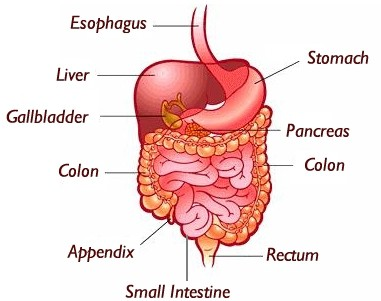 Esophagus
Stomach
Liver
Gallbladder
Pancreas
Colon
Colon
Appendix
Rectum
Small Intestine